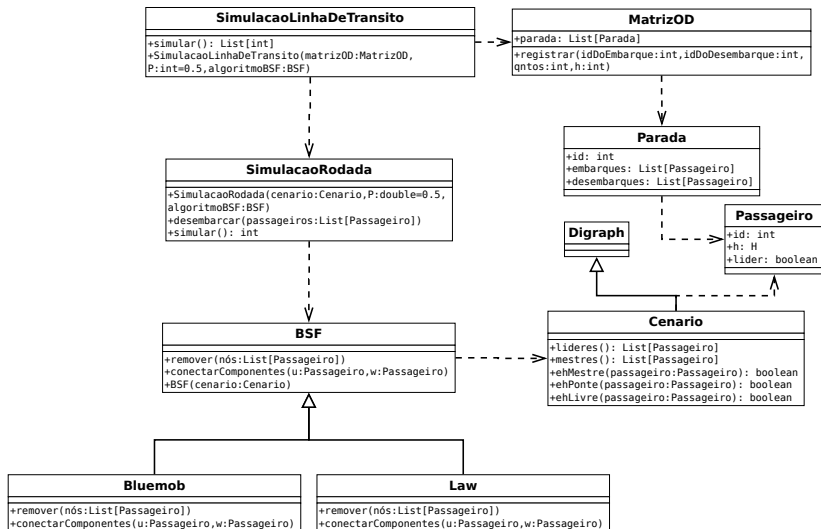 SimulacaoLinhaDeTransito
+simular(): List[int]
+SimulacaoLinhaDeTransito(matrizOD:MatrizOD,
P:int=0.5,algoritmoBSF:BSF)
MatrizOD
+parada: List[Parada]
+registrar(idDoEmbarque:int,idDoDesembarque:int,
qntos:int,h:int)
Parada
+id: int
+embarques: List[Passageiro]
+desembarques: List[Passageiro]
SimulacaoRodada
+SimulacaoRodada(cenario:Cenario,P:double=0.5,
algoritmoBSF:BSF)
+desembarcar(passageiros:List[Passageiro])
+simular(): int
Passageiro
+id: int
+h: H
+lider: boolean
Digraph
Cenario
+lideres(): List[Passageiro]
+mestres(): List[Passageiro]
+ehMestre(passageiro:Passageiro): boolean
+ehPonte(passageiro:Passageiro): boolean
+ehLivre(passageiro:Passageiro): boolean
BSF
+remover(nós:List[Passageiro])
+conectarComponentes(u:Passageiro,w:Passageiro)
+BSF(cenario:Cenario)
Bluemob
+remover(nós:List[Passageiro])
+conectarComponentes(u:Passageiro,w:Passageiro)
Law
+remover(nós:List[Passageiro])
+conectarComponentes(u:Passageiro,w:Passageiro)